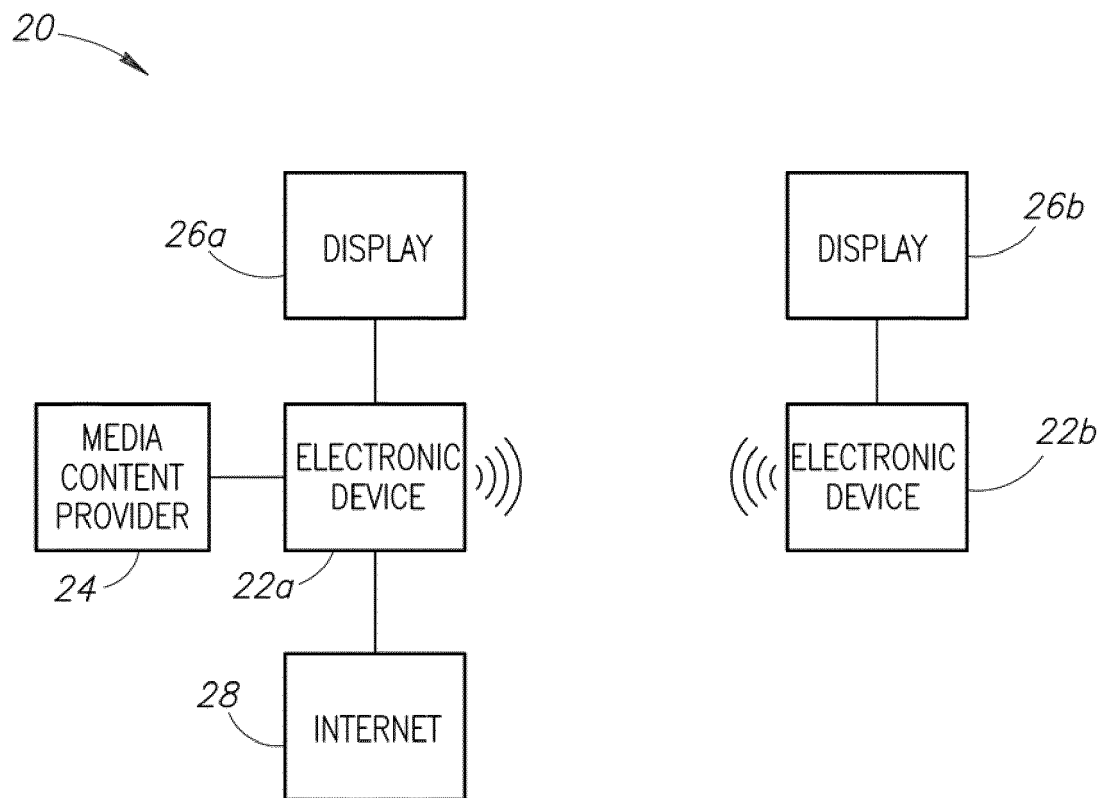 20
26a
DISPLAY
DISPLAY
26b
MEDIA
CONTENT
PROVIDER
24
ELECTRONIC
DEVICE
22a
ELECTRONIC
DEVICE
22b
28
INTERNET